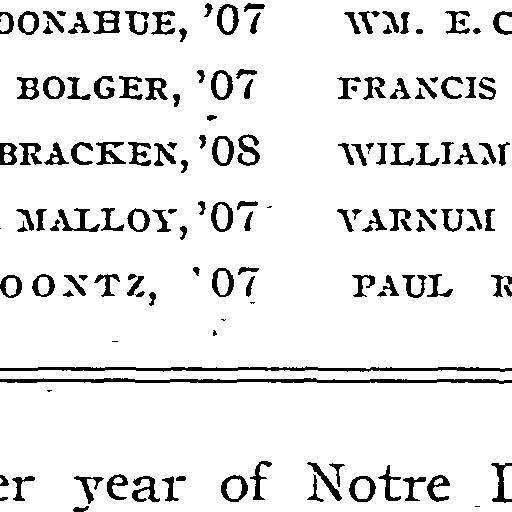 DONAHUE, '07 WM. E. C
BOLGER, '07 FRANCIS
BRACKEN, '08 WILLIAM
MALLOY, '07 VARNUM
OONTZ, '07 PAUL R
er year of Notre D